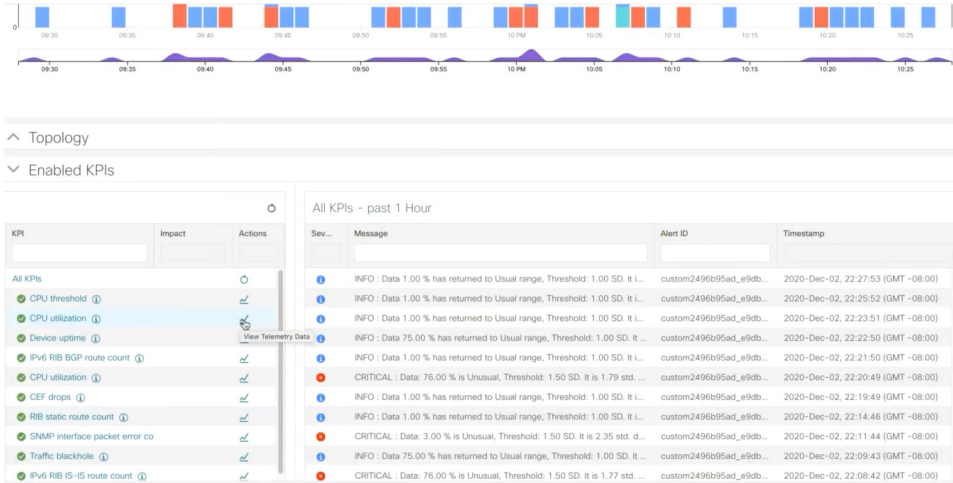 0
09:30 09:35 09:40 09:45 09:50 09:55 10 PM 10:05 10:10 10:15 10:20 10:25
09:30 09:35 09:40 09:45 09:50 09:55 10 PM 10:05 10:10 10:15 10:20 10:25
Topology
Enabled KPIs
All KPIs - past 1 Hour
KPI Impact Actions Sev... Message Alert ID Timestamp
All KPIs INFO : Data 1.00 % has returned to Usual range, Threshold: 1.00 SD. It i... custom2496b95ad_e9db... 2020-Dec-02, 22:27:53 (GMT -08:00)
CPU threshold INFO : Data 1.00 % has returned to Usual range, Threshold: 1.00 SD. It i... custom2496b95ad_e9db... 2020-Dec-02, 22:25:52 (GMT -08:00)
CPU utilization INFO : Data 1.00 % has returned to Usual range, Threshold: 1.00 SD. It i... custom2496b95ad_e9db... 2020-Dec-02, 22:23:51 (GMT -08:00)
Device uptime View Telemetry Data INFO : Data 75.00 % has returned to Usual range, Threshold: 1.00 SD. It ... custom2496b95ad_e9db... 2020-Dec-02, 22:22:50 (GMT -08:00)
IPv6 RIB BGP route count INFO : Data 1.00 % has returned to Usual range, Threshold: 1.00 SD. It i... custom2496b95ad_e9db... 2020-Dec-02, 22:21:50 (GMT -08:00)
CPU utilization CRITICAL : Data: 76.00 % is Unusual, Threshold: 1.50 SD. It is 1.79 std. ... custom2496b95ad_e9db... 2020-Dec-02, 22:20:49 (GMT -08:00)
CEF drops INFO : Data 1.00 % has returned to Usual range, Threshold: 1.00 SD. It i... custom2496b95ad_e9db... 2020-Dec-02, 22:19:49 (GMT -08:00)
RIB static route count INFO : Data 1.00 % has returned to Usual range, Threshold: 1.00 SD. It i... custom2496b95ad_e9db... 2020-Dec-02, 22:14:46 (GMT -08:00)
SNMP interface packet error co CRITICAL : Data: 3.00 % is Unusual, Threshold: 1.50 SD. It is 2.35 std. d... custom2496b95ad_e9db... 2020-Dec-02, 22:11:44 (GMT -08:00)
Traffic blackhole INFO : Data 75.00 % has returned to Usual range, Threshold: 1.00 SD. It ... custom2496b95ad_e9db... 2020-Dec-02, 22:09:43 (GMT -08:00)
IPv6 RIB IS-IS route count CRITICAL : Data: 76.00 % is Unusual, Threshold: 1.50 SD. It is 1.77 std. ... custom2496b95ad_e9db... 2020-Dec-02, 22:08:42 (GMT -08:00)